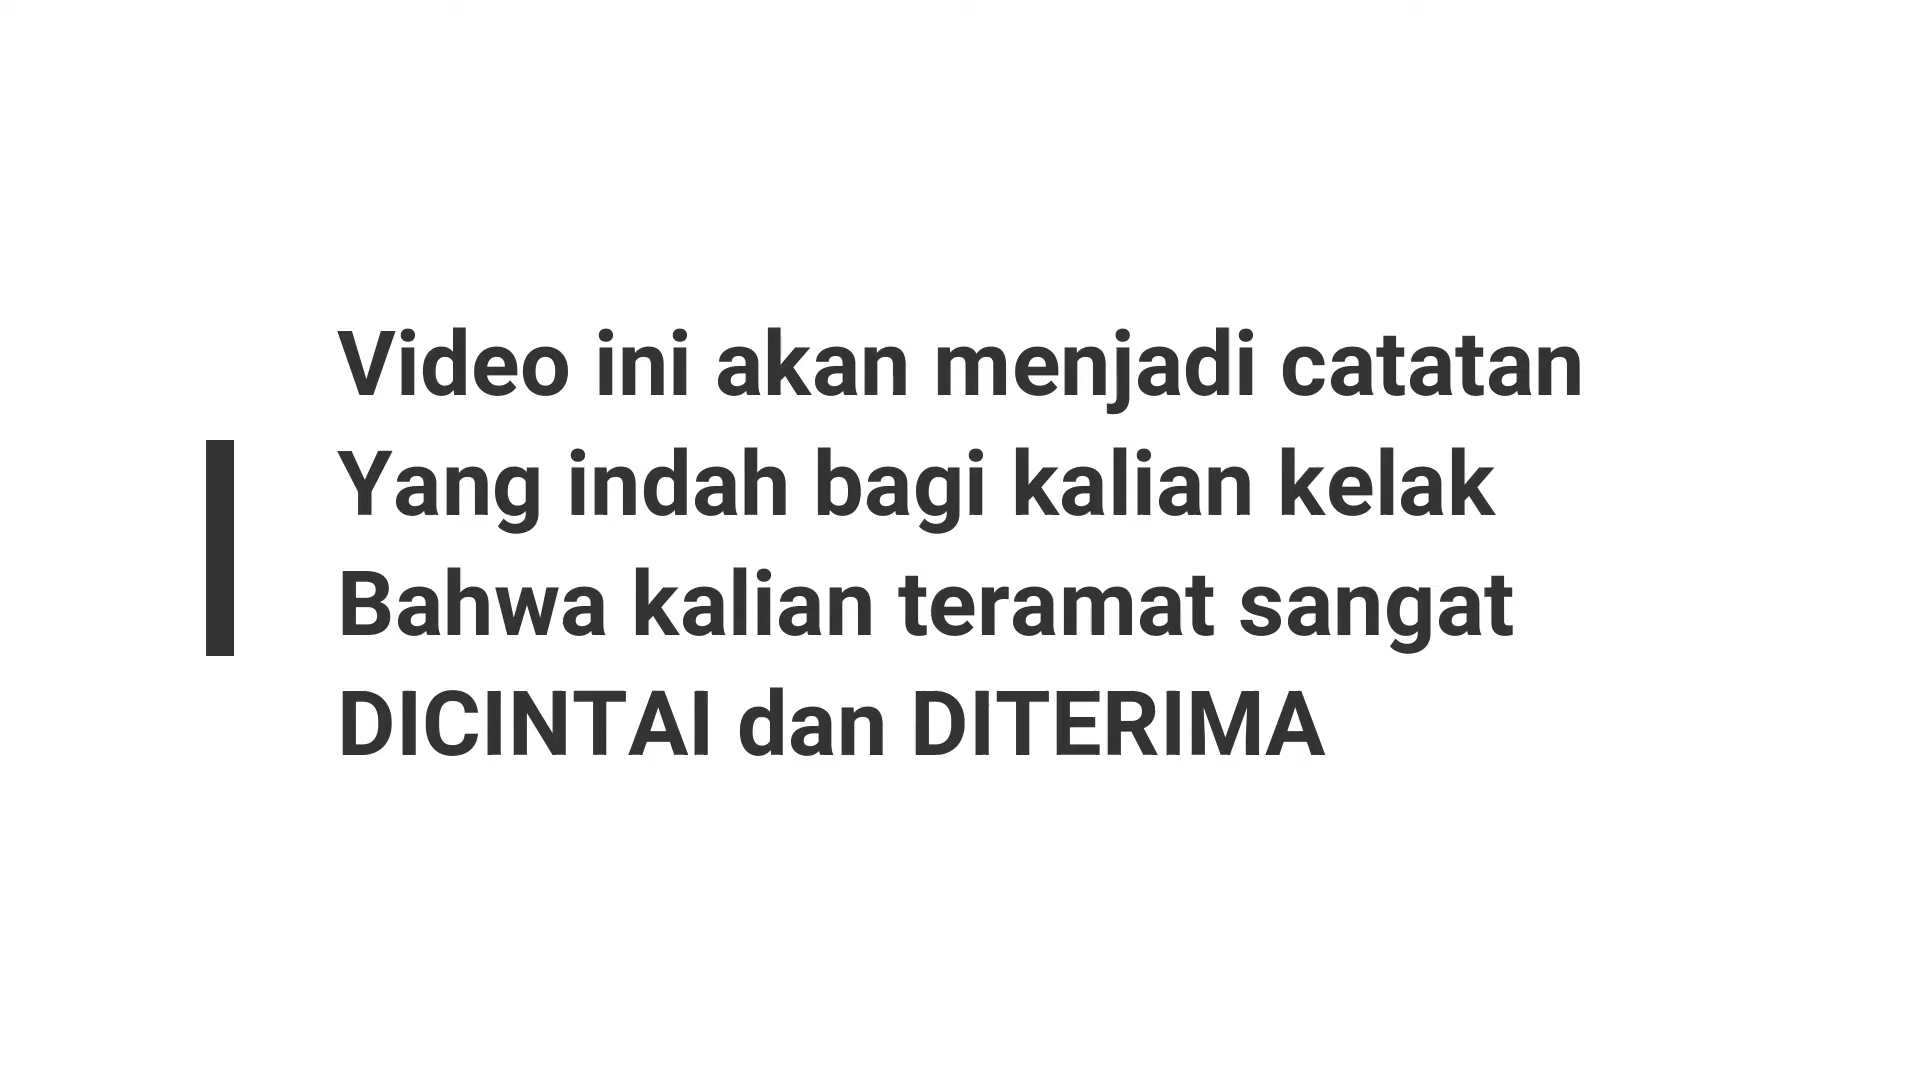 Video ini akan menjadi catatan
Yang indah bagi kalian kelak
Bahwa kalian teramat sangat
DICINTAI dan DITERIMA